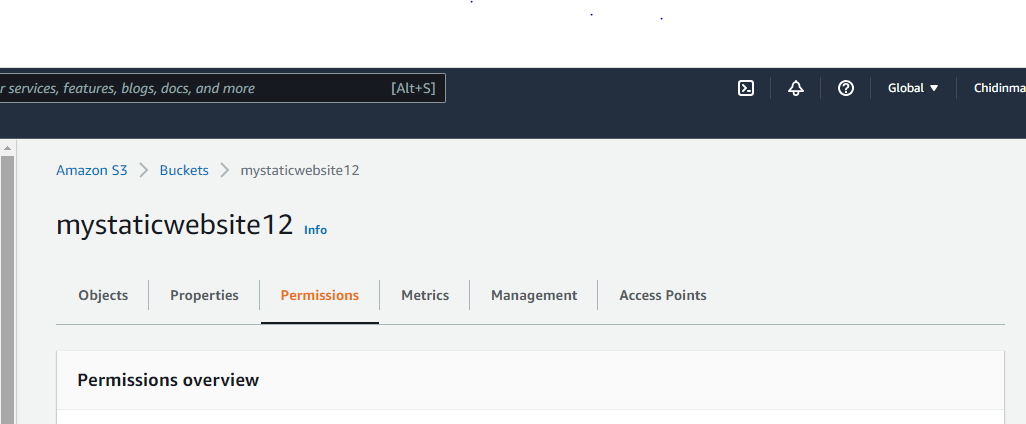 r services, features, blogs, docs, and more [Alt+S] Global Chidinma
Amazon S3 Buckets mystaticwebsite12
mystaticwebsite12 Info
Objects Properties Permissions Metrics Management Access Points
Permissions overview